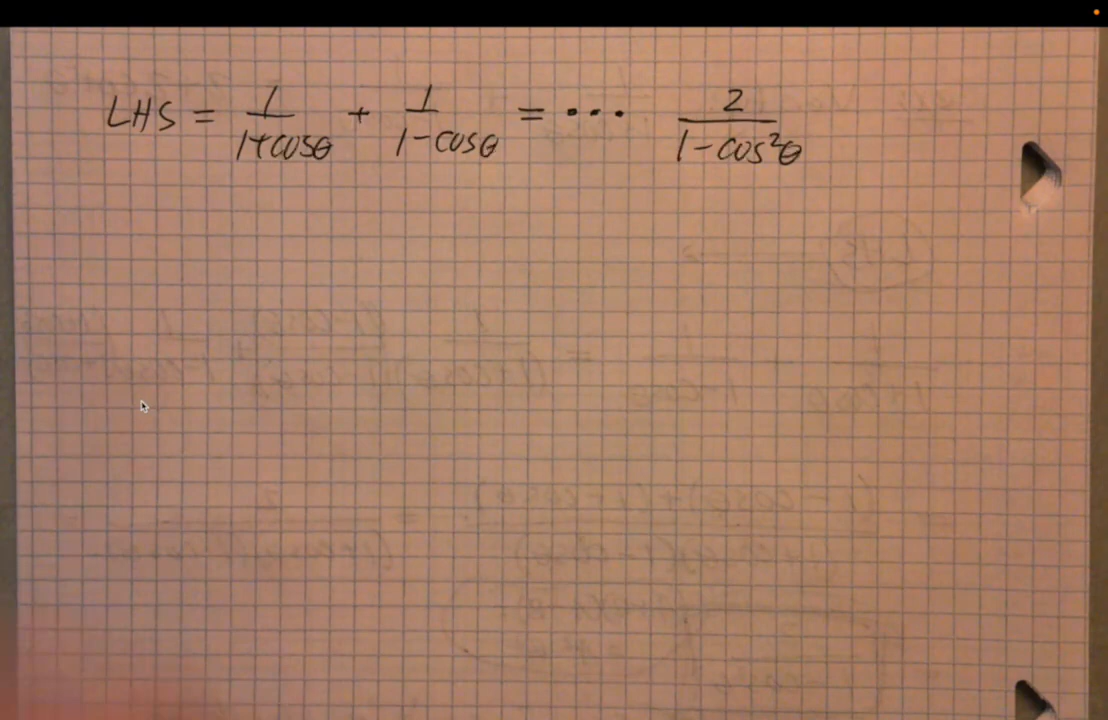 LHS = 1/(1+cosθ) + 1/(1-cosθ) = ··· 2/(1-cos²θ)